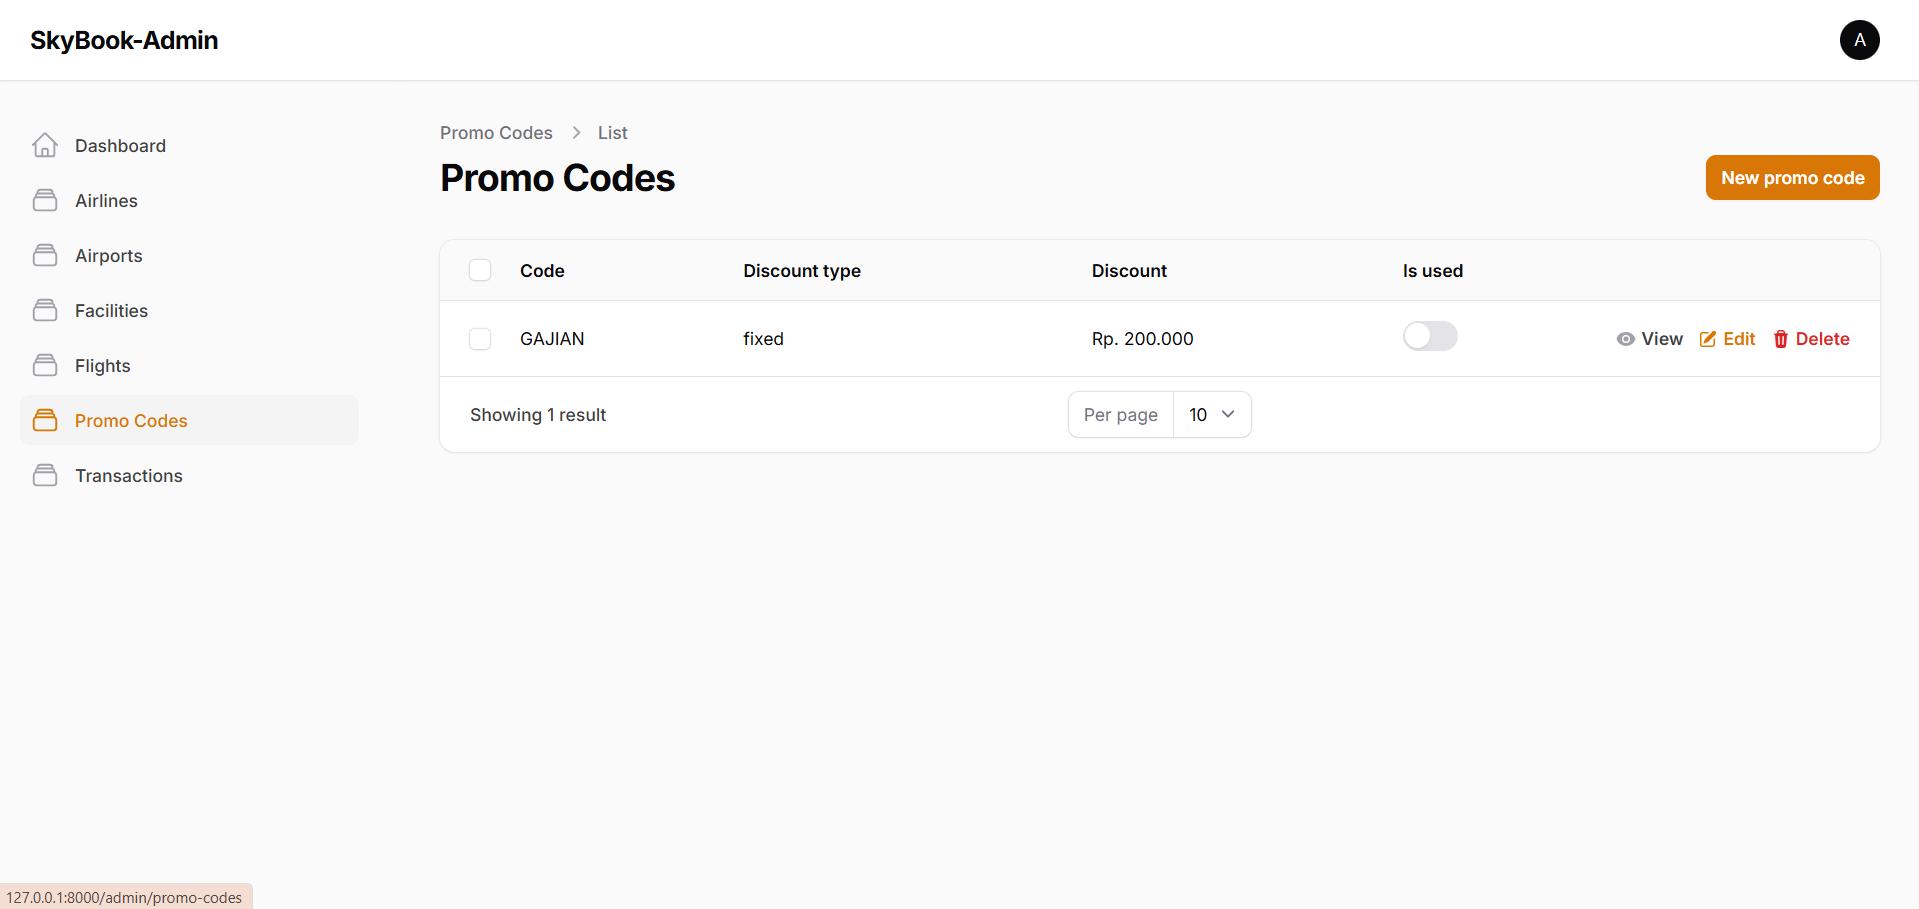 SkyBook-Admin
A
Dashboard
Airlines
Airports
Facilities
Flights
Promo Codes
Transactions
Promo Codes > List
Promo Codes
New promo code
Code Discount type Discount Is used
GAJIAN fixed Rp. 200.000 View Edit Delete
Showing 1 result Per page 10
127.0.0.1:8000/admin/promo-codes